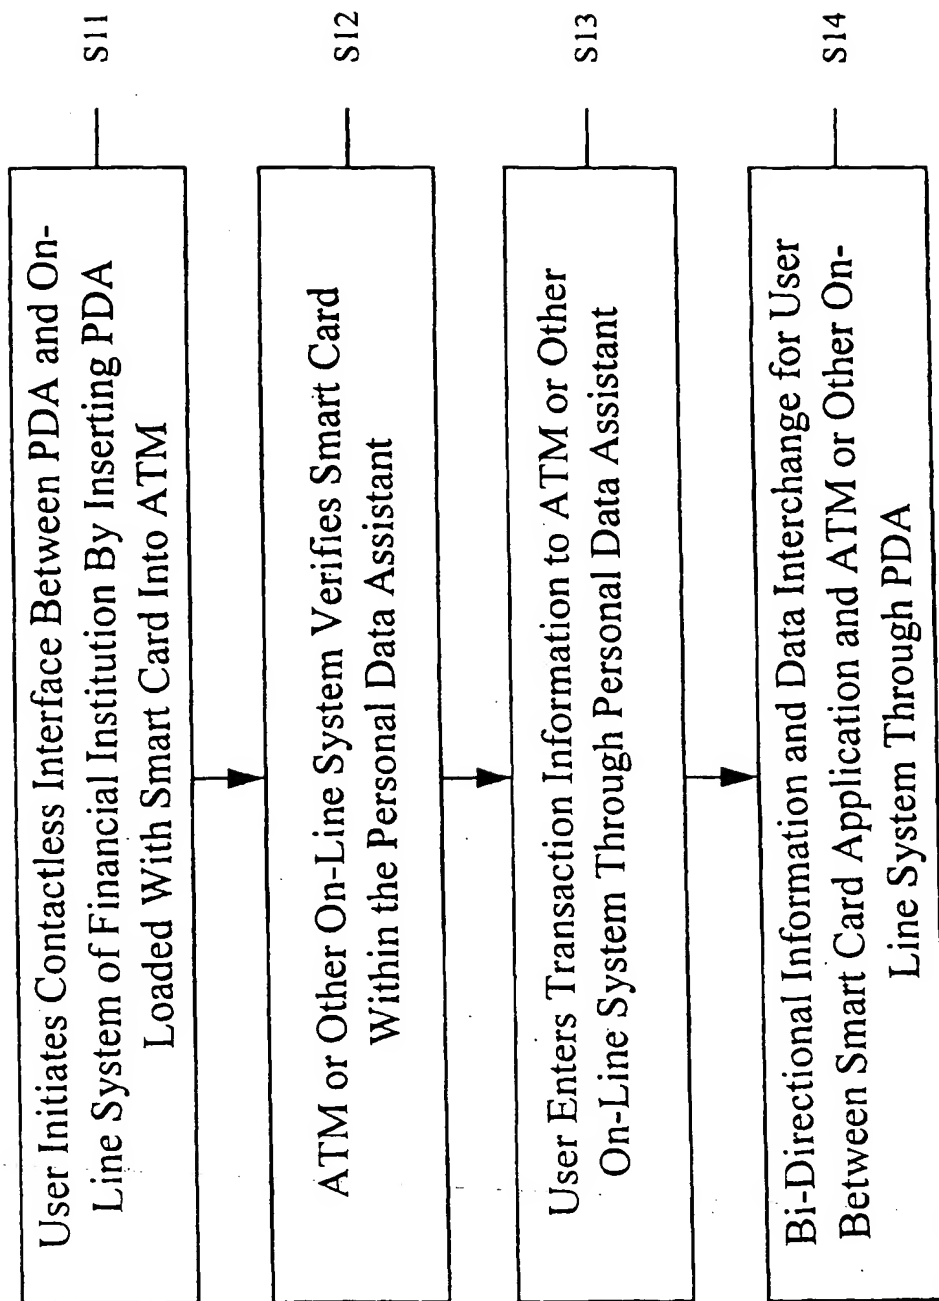 User Initiates Contactless Interface Between PDA and On-
Line System of Financial Institution By Inserting PDA
Loaded With Smart Card Into ATM
S11
ATM or Other On-Line System Verifies Smart Card
Within the Personal Data Assistant
S12
User Enters Transaction Information to ATM or Other
On-Line System Through Personal Data Assistant
S13
Bi-Directional Information and Data Interchange for User
Between Smart Card Application and ATM or Other On-
Line System Through PDA
S14